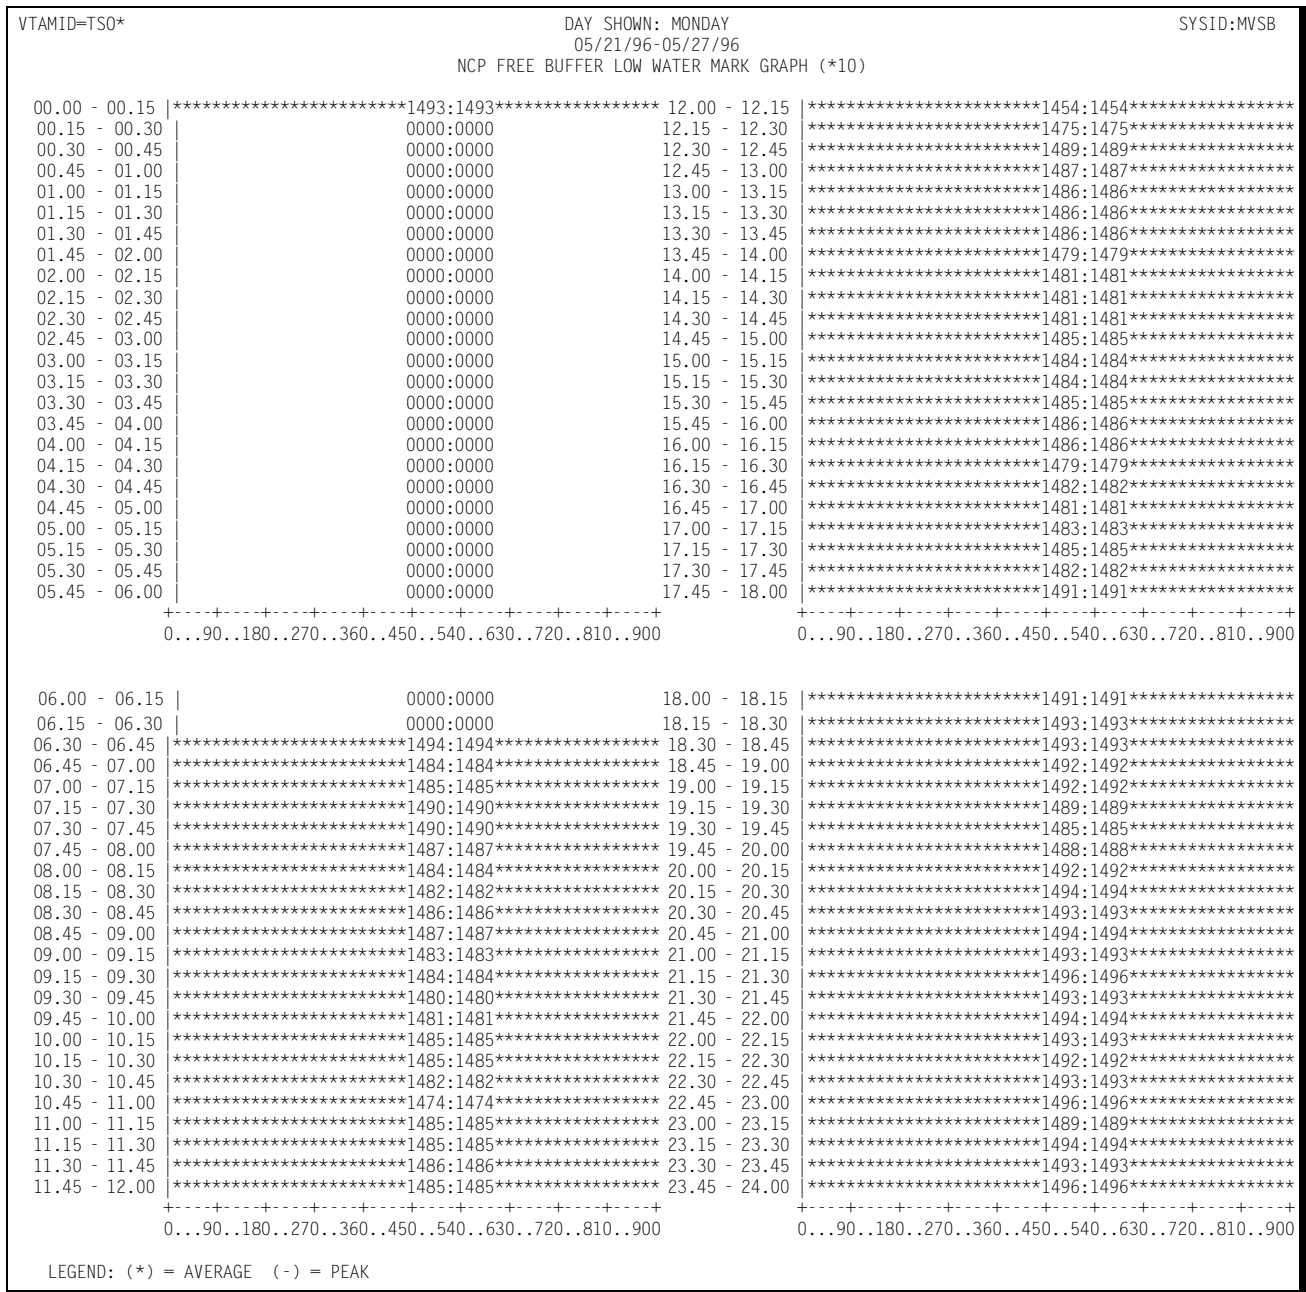 VTAMID=TSO* DAY SHOWN: MONDAY SYSID:MVSB
05/21/96-05/27/96
NCP FREE BUFFER LOW WATER MARK GRAPH (*10)
00.00 - 00.15 |************************1493:1493***************** 12.00 - 12.15 |************************1454:1454*****************
00.15 - 00.30 | 0000:0000 12.15 - 12.30 |************************1475:1475*****************
00.30 - 00.45 | 0000:0000 12.30 - 12.45 |************************1489:1489*****************
00.45 - 01.00 | 0000:0000 12.45 - 13.00 |************************1487:1487*****************
01.00 - 01.15 | 0000:0000 13.00 - 13.15 |************************1486:1486*****************
01.15 - 01.30 | 0000:0000 13.15 - 13.30 |************************1486:1486*****************
01.30 - 01.45 | 0000:0000 13.30 - 13.45 |************************1486:1486*****************
01.45 - 02.00 | 0000:0000 13.45 - 14.00 |************************1479:1479*****************
02.00 - 02.15 | 0000:0000 14.00 - 14.15 |************************1481:1481*****************
02.15 - 02.30 | 0000:0000 14.15 - 14.30 |************************1481:1481*****************
02.30 - 02.45 | 0000:0000 14.30 - 14.45 |************************1481:1481*****************
02.45 - 03.00 | 0000:0000 14.45 - 15.00 |************************1485:1485*****************
03.00 - 03.15 | 0000:0000 15.00 - 15.15 |************************1484:1484*****************
03.15 - 03.30 | 0000:0000 15.15 - 15.30 |************************1484:1484*****************
03.30 - 03.45 | 0000:0000 15.30 - 15.45 |************************1485:1485*****************
03.45 - 04.00 | 0000:0000 15.45 - 16.00 |************************1486:1486*****************
04.00 - 04.15 | 0000:0000 16.00 - 16.15 |************************1486:1486*****************
04.15 - 04.30 | 0000:0000 16.15 - 16.30 |************************1479:1479*****************
04.30 - 04.45 | 0000:0000 16.30 - 16.45 |************************1482:1482*****************
04.45 - 05.00 | 0000:0000 16.45 - 17.00 |************************1481:1481*****************
05.00 - 05.15 | 0000:0000 17.00 - 17.15 |************************1483:1483*****************
05.15 - 05.30 | 0000:0000 17.15 - 17.30 |************************1485:1485*****************
05.30 - 05.45 | 0000:0000 17.30 - 17.45 |************************1482:1482*****************
05.45 - 06.00 | 0000:0000 17.45 - 18.00 |************************1491:1491*****************
+----+----+----+----+----+----+----+----+----+----+ +----+----+----+----+----+----+----+----+----+----+
0...90..180..270..360..450..540..630..720..810..900 0...90..180..270..360..450..540..630..720..810..900
06.00 - 06.15 | 0000:0000 18.00 - 18.15 |************************1491:1491*****************
06.15 - 06.30 | 0000:0000 18.15 - 18.30 |************************1493:1493*****************
06.30 - 06.45 |************************1494:1494***************** 18.30 - 18.45 |************************1493:1493*****************
06.45 - 07.00 |************************1484:1484***************** 18.45 - 19.00 |************************1492:1492*****************
07.00 - 07.15 |************************1485:1485***************** 19.00 - 19.15 |************************1492:1492*****************
07.15 - 07.30 |************************1490:1490***************** 19.15 - 19.30 |************************1489:1489*****************
07.30 - 07.45 |************************1490:1490***************** 19.30 - 19.45 |************************1485:1485*****************
07.45 - 08.00 |************************1487:1487***************** 19.45 - 20.00 |************************1488:1488*****************
08.00 - 08.15 |************************1484:1484***************** 20.00 - 20.15 |************************1492:1492*****************
08.15 - 08.30 |************************1482:1482***************** 20.15 - 20.30 |************************1494:1494*****************
08.30 - 08.45 |************************1486:1486***************** 20.30 - 20.45 |************************1493:1493*****************
08.45 - 09.00 |************************1487:1487***************** 20.45 - 21.00 |************************1494:1494*****************
09.00 - 09.15 |************************1483:1483***************** 21.00 - 21.15 |************************1493:1493*****************
09.15 - 09.30 |************************1484:1484***************** 21.15 - 21.30 |************************1496:1496*****************
09.30 - 09.45 |************************1480:1480***************** 21.30 - 21.45 |************************1493:1493*****************
09.45 - 10.00 |************************1481:1481***************** 21.45 - 22.00 |************************1494:1494*****************
10.00 - 10.15 |************************1485:1485***************** 22.00 - 22.15 |************************1493:1493*****************
10.15 - 10.30 |************************1485:1485***************** 22.15 - 22.30 |************************1492:1492*****************
10.30 - 10.45 |************************1482:1482***************** 22.30 - 22.45 |************************1493:1493*****************
10.45 - 11.00 |************************1474:1474***************** 22.45 - 23.00 |************************1496:1496*****************
11.00 - 11.15 |************************1485:1485***************** 23.00 - 23.15 |************************1489:1489*****************
11.15 - 11.30 |************************1485:1485***************** 23.15 - 23.30 |************************1494:1494*****************
11.30 - 11.45 |************************1486:1486***************** 23.30 - 23.45 |************************1493:1493*****************
11.45 - 12.00 |************************1485:1485***************** 23.45 - 24.00 |************************1496:1496*****************
+----+----+----+----+----+----+----+----+----+----+ +----+----+----+----+----+----+----+----+----+----+
0...90..180..270..360..450..540..630..720..810..900 0...90..180..270..360..450..540..630..720..810..900
LEGEND: (*) = AVERAGE (-) = PEAK